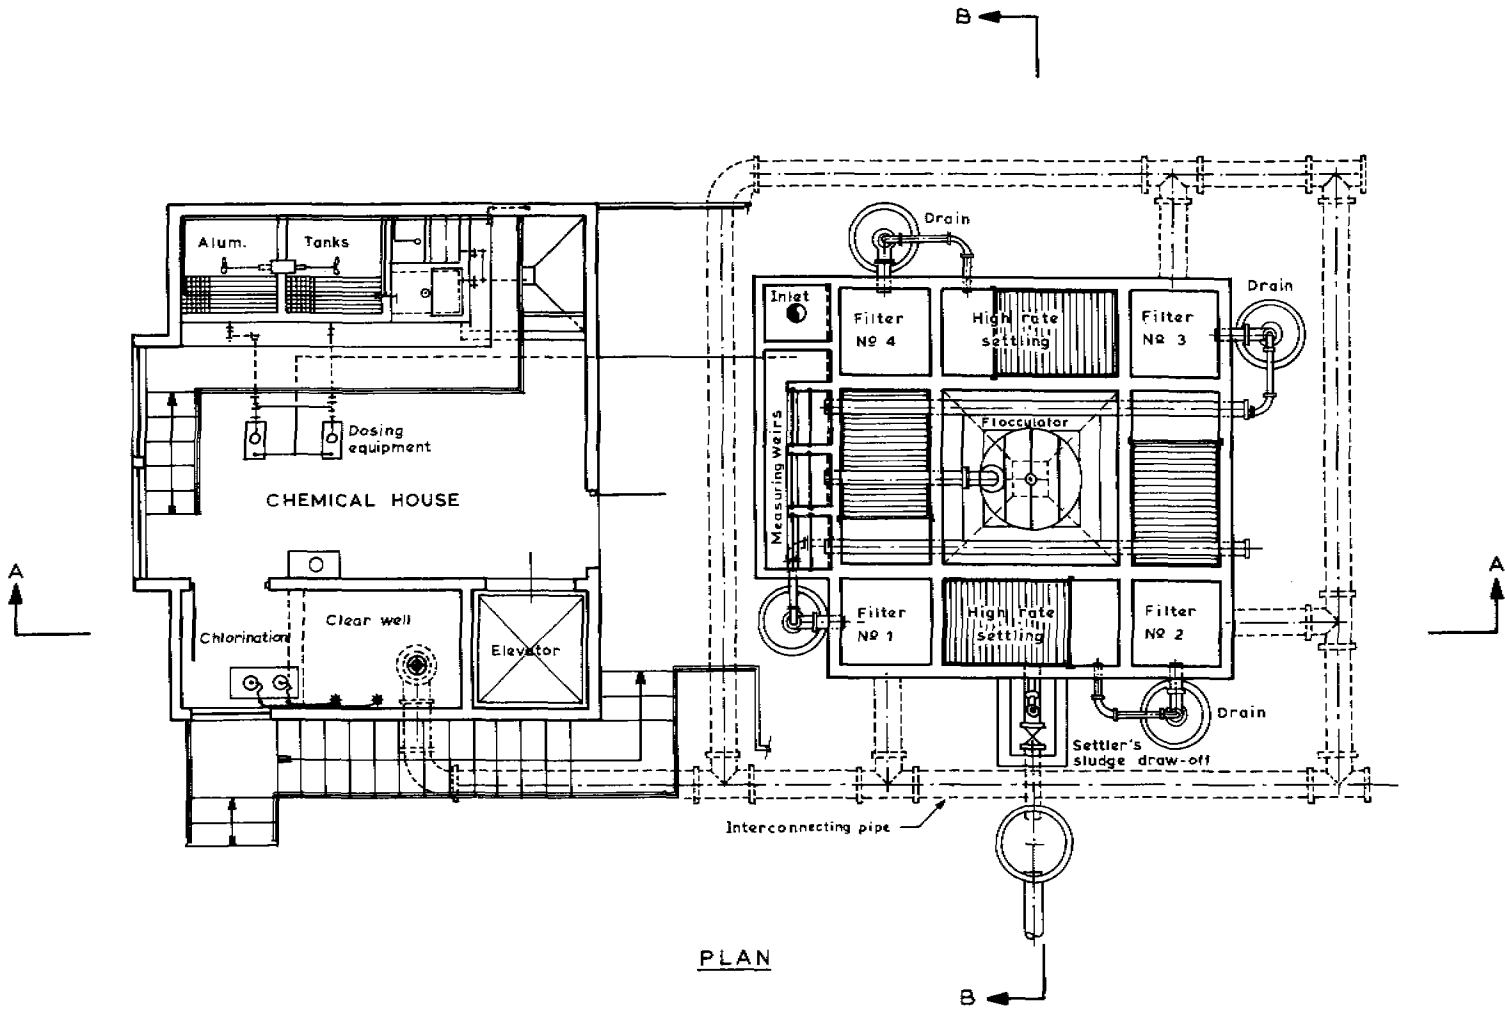 B
Drain
Alum.
Tanks
Inlet
Filter
Nº 4
High rate
settling
Filter
Nº 3
Drain
Measuring Weirs
Flocculator
Dosing
equipment
CHEMICAL HOUSE
A
A
Chlorination
Clear well
Elevator
Filter
Nº 1
High rate
settling
Filter
Nº 2
Drain
Settler's
sludge draw-off
Interconnecting pipe
PLAN
B